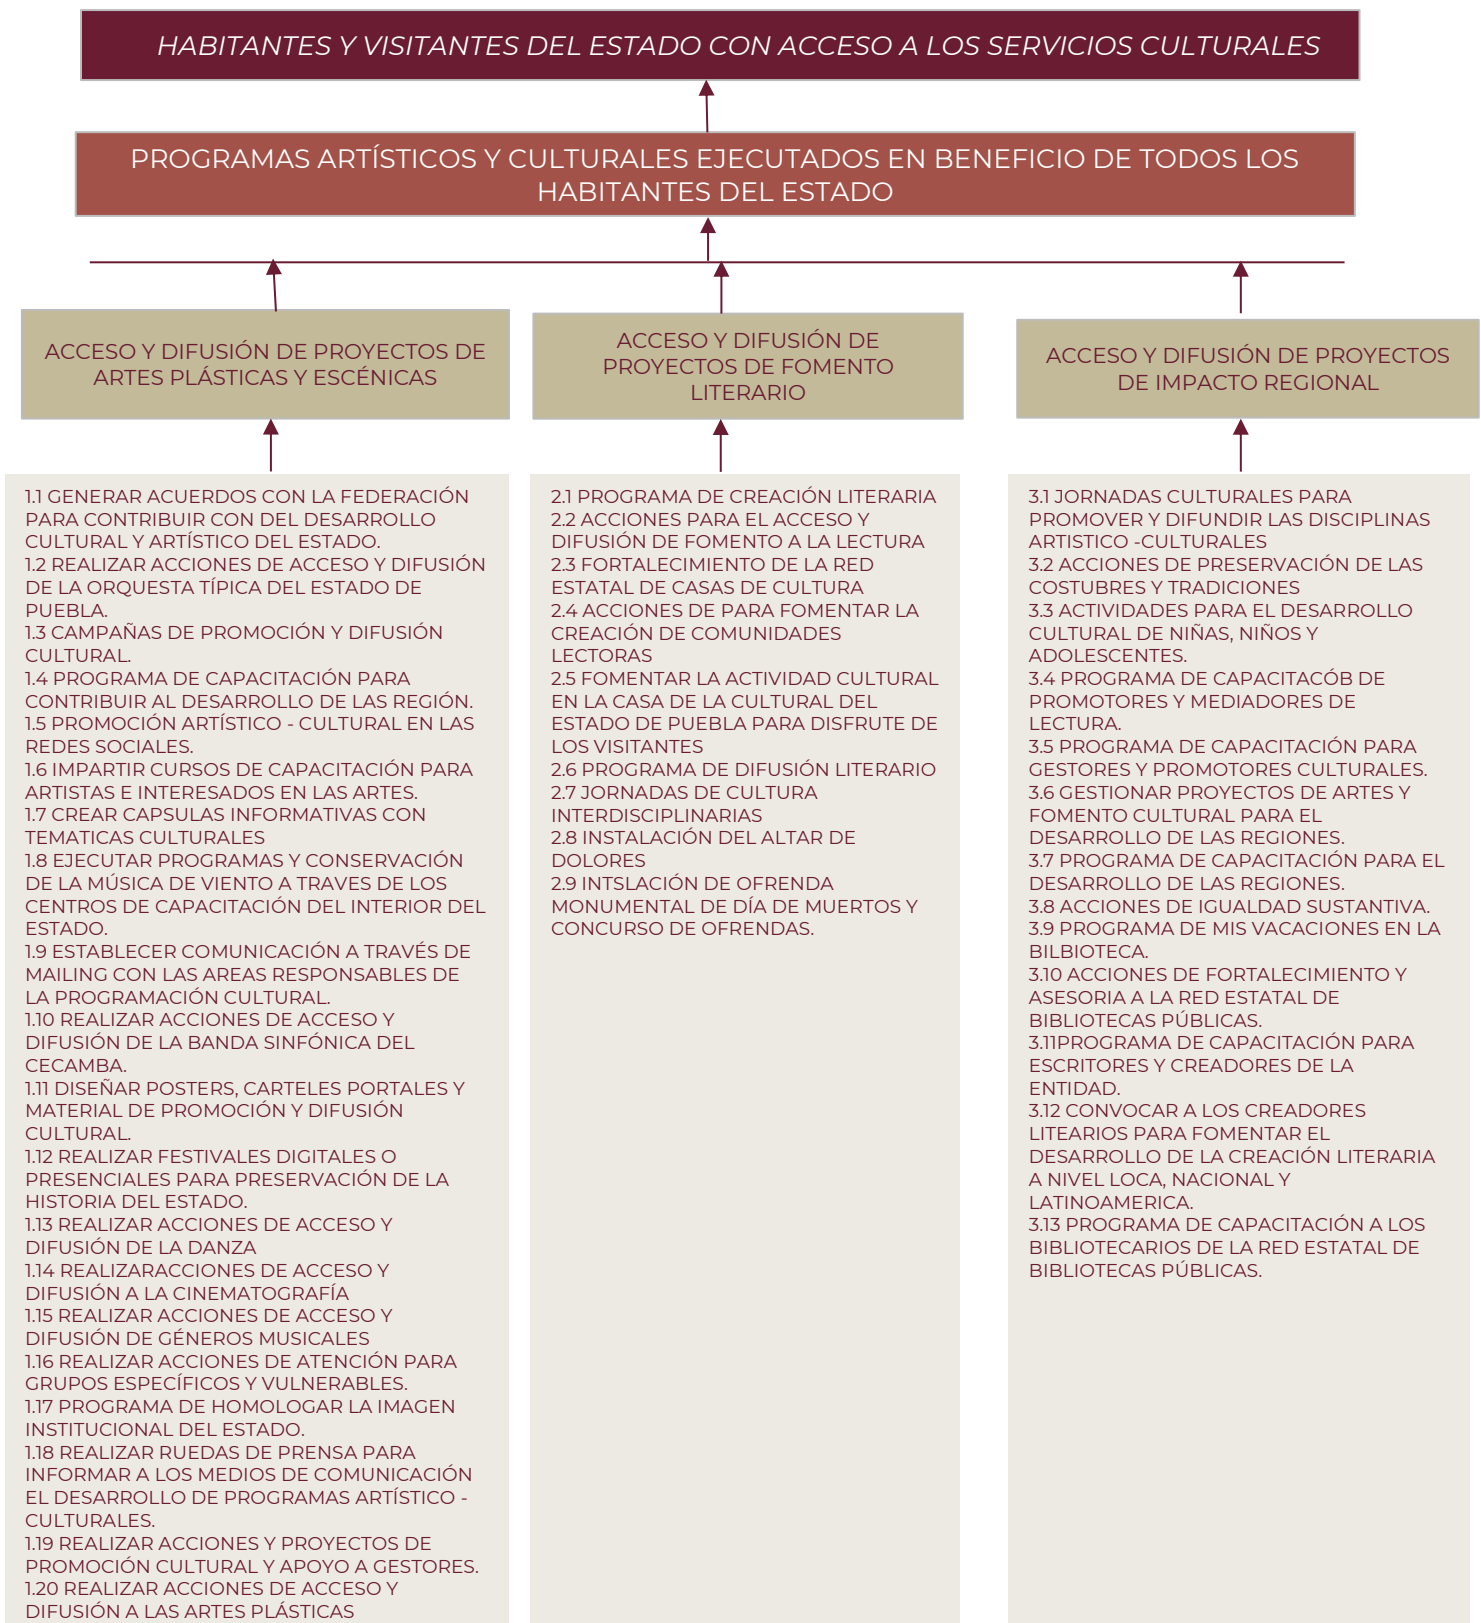 HABITANTES Y VISITANTES DEL ESTADO CON ACCESO A LOS SERVICIOS CULTURALES
PROGRAMAS ARTÍSTICOS Y CULTURALES EJECUTADOS EN BENEFICIO DE TODOS LOS
HABITANTES DEL ESTADO
ACCESO Y DIFUSIÓN DE PROYECTOS DE
ARTES PLÁSTICAS Y ESCÉNICAS
ACCESO Y DIFUSIÓN DE
PROYECTOS DE FOMENTO
LITERARIO
ACCESO Y DIFUSIÓN DE PROYECTOS
DE IMPACTO REGIONAL
1.1 GENERAR ACUERDOS CON LA FEDERACIÓN
PARA CONTRIBUIR CON DEL DESARROLLO
CULTURAL Y ARTÍSTICO DEL ESTADO.
1.2 REALIZAR ACCIONES DE ACCESO Y DIFUSIÓN
DE LA ORQUESTA TÍPICA DEL ESTADO DE
PUEBLA.
1.3 CAMPAÑAS DE PROMOCIÓN Y DIFUSIÓN
CULTURAL.
1.4 PROGRAMA DE CAPACITACIÓN PARA
CONTRIBUIR AL DESARROLLO DE LAS REGIÓN.
1.5 PROMOCIÓN ARTÍSTICO - CULTURAL EN LAS
REDES SOCIALES.
1.6 IMPARTIR CURSOS DE CAPACITACIÓN PARA
ARTISTAS E INTERESADOS EN LAS ARTES.
1.7 CREAR CAPSULAS INFORMATIVAS CON
TEMATICAS CULTURALES
1.8 EJECUTAR PROGRAMAS Y CONSERVACIÓN
DE LA MÚSICA DE VIENTO A TRAVES DE LOS
CENTROS DE CAPACITACIÓN DEL INTERIOR DEL
ESTADO.
1.9 ESTABLECER COMUNICACIÓN A TRAVÉS DE
MAILING CON LAS AREAS RESPONSABLES DE
LA PROGRAMACIÓN CULTURAL.
1.10 REALIZAR ACCIONES DE ACCESO Y
DIFUSIÓN DE LA BANDA SINFÓNICA DEL
CECAMBA.
1.11 DISEÑAR POSTERS, CARTELES PORTALES Y
MATERIAL DE PROMOCIÓN Y DIFUSIÓN
CULTURAL.
1.12 REALIZAR FESTIVALES DIGITALES O
PRESENCIALES PARA PRESERVACIÓN DE LA
HISTORIA DEL ESTADO.
1.13 REALIZAR ACCIONES DE ACCESO Y
DIFUSIÓN DE LA DANZA
1.14 REALIZARACCIONES DE ACCESO Y
DIFUSIÓN A LA CINEMATOGRAFÍA
1.15 REALIZAR ACCIONES DE ACCESO Y
DIFUSIÓN DE GÉNEROS MUSICALES
1.16 REALIZAR ACCIONES DE ATENCIÓN PARA
GRUPOS ESPECÍFICOS Y VULNERABLES.
1.17 PROGRAMA DE HOMOLOGAR LA IMAGEN
INSTITUCIONAL DEL ESTADO.
1.18 REALIZAR RUEDAS DE PRENSA PARA
INFORMAR A LOS MEDIOS DE COMUNICACIÓN
EL DESARROLLO DE PROGRAMAS ARTÍSTICO -
CULTURALES.
1.19 REALIZAR ACCIONES Y PROYECTOS DE
PROMOCIÓN CULTURAL Y APOYO A GESTORES.
1.20 REALIZAR ACCIONES DE ACCESO Y
DIFUSIÓN A LAS ARTES PLÁSTICAS
2.1 PROGRAMA DE CREACIÓN LITERARIA
2.2 ACCIONES PARA EL ACCESO Y
DIFUSIÓN DE FOMENTO A LA LECTURA
2.3 FORTALECIMIENTO DE LA RED
ESTATAL DE CASAS DE CULTURA
2.4 ACCIONES DE PARA FOMENTAR LA
CREACIÓN DE COMUNIDADES
LECTORAS
2.5 FOMENTAR LA ACTIVIDAD CULTURAL
EN LA CASA DE LA CULTURAL DEL
ESTADO DE PUEBLA PARA DISFRUTE DE
LOS VISITANTES
2.6 PROGRAMA DE DIFUSIÓN LITERARIO
2.7 JORNADAS DE CULTURA
INTERDISCIPLINARIAS
2.8 INSTALACIÓN DEL ALTAR DE
DOLORES
2.9 INTSLACIÓN DE OFRENDA
MONUMENTAL DE DÍA DE MUERTOS Y
CONCURSO DE OFRENDAS.
3.1 JORNADAS CULTURALES PARA
PROMOVER Y DIFUNDIR LAS DISCIPLINAS
ARTISTICO -CULTURALES
3.2 ACCIONES DE PRESERVACIÓN DE LAS
COSTUBRES Y TRADICIONES
3.3 ACTIVIDADES PARA EL DESARROLLO
CULTURAL DE NIÑAS, NIÑOS Y
ADOLESCENTES.
3.4 PROGRAMA DE CAPACITACÓB DE
PROMOTORES Y MEDIADORES DE
LECTURA.
3.5 PROGRAMA DE CAPACITACIÓN PARA
GESTORES Y PROMOTORES CULTURALES.
3.6 GESTIONAR PROYECTOS DE ARTES Y
FOMENTO CULTURAL PARA EL
DESARROLLO DE LAS REGIONES.
3.7 PROGRAMA DE CAPACITACIÓN PARA EL
DESARROLLO DE LAS REGIONES.
3.8 ACCIONES DE IGUALDAD SUSTANTIVA.
3.9 PROGRAMA DE MIS VACACIONES EN LA
BILBIOTECA.
3.10 ACCIONES DE FORTALECIMIENTO Y
ASESORIA A LA RED ESTATAL DE
BIBLIOTECAS PÚBLICAS.
3.11PROGRAMA DE CAPACITACIÓN PARA
ESCRITORES Y CREADORES DE LA
ENTIDAD.
3.12 CONVOCAR A LOS CREADORES
LITEARIOS PARA FOMENTAR EL
DESARROLLO DE LA CREACIÓN LITERARIA
A NIVEL LOCA, NACIONAL Y
LATINOAMERICA.
3.13 PROGRAMA DE CAPACITACIÓN A LOS
BIBLIOTECARIOS DE LA RED ESTATAL DE
BIBLIOTECAS PÚBLICAS.